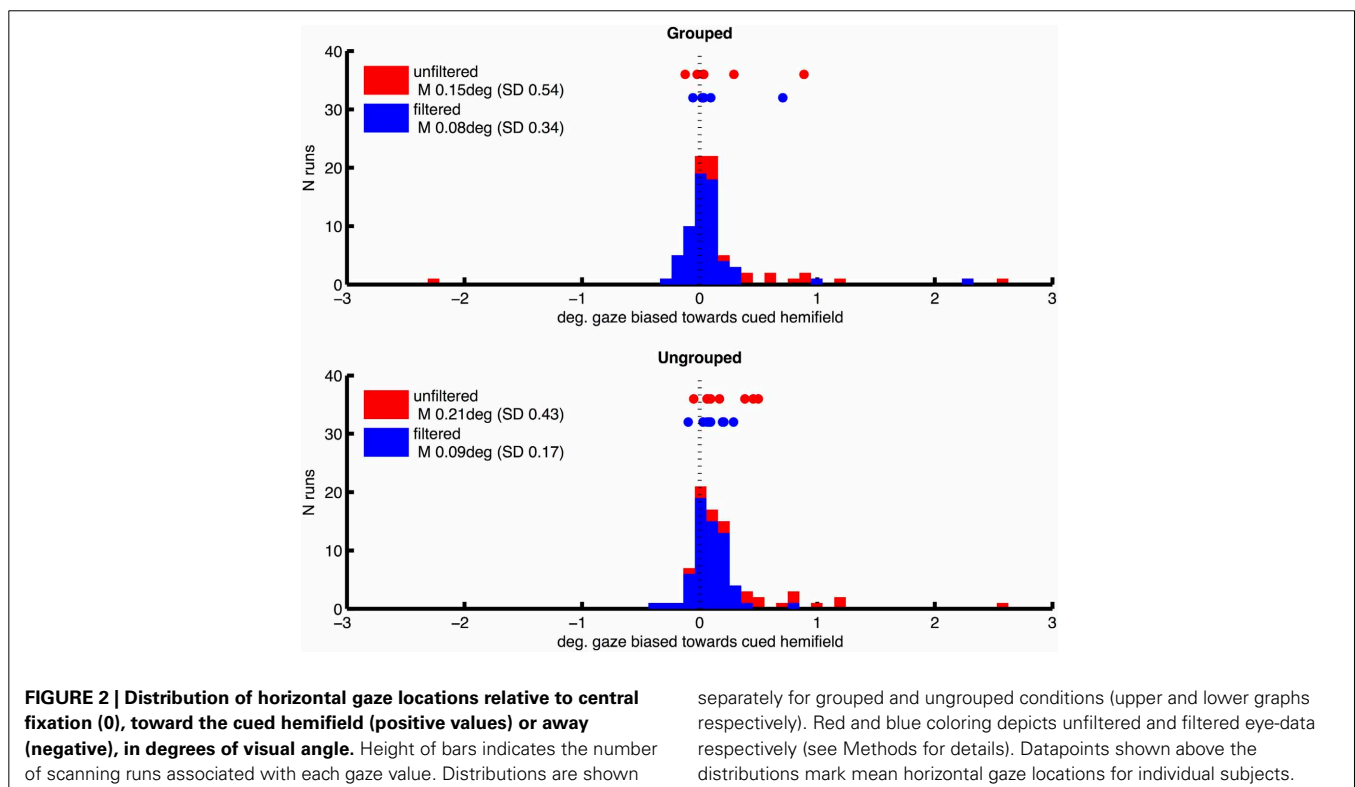 Grouped
40
30
20
10
0
N runs
unfiltered
M 0.15deg (SD 0.54)
filtered
M 0.08deg (SD 0.34)
−3 −2 −1 0 1 2 3
deg. gaze biased towards cued hemifield
Ungrouped
40
30
20
10
0
N runs
unfiltered
M 0.21deg (SD 0.43)
filtered
M 0.09deg (SD 0.17)
−3 −2 −1 0 1 2 3
deg. gaze biased towards cued hemifield
FIGURE 2 | Distribution of horizontal gaze locations relative to central
fixation (0), toward the cued hemifield (positive values) or away
(negative), in degrees of visual angle. Height of bars indicates the number
of scanning runs associated with each gaze value. Distributions are shown
separately for grouped and ungrouped conditions (upper and lower graphs
respectively). Red and blue coloring depicts unfiltered and filtered eye-data
respectively (see Methods for details). Datapoints shown above the
distributions mark mean horizontal gaze locations for individual subjects.